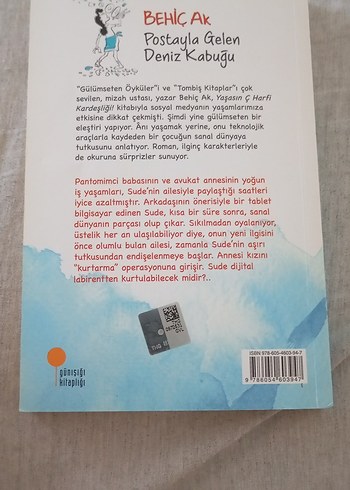 BEHİÇ AK
Postayla Gelen
Deniz Kabuğu
"Gülümseten Öyküler"i ve "Tombiş Kitaplar"ı çok
sevilen, mizah ustası, yazar Behiç Ak, Yaşasın Ç Harfi
Kardeşliği! kitabıyla sosyal medyanın yaşamlarımıza
etkisine dikkat çekmişti. Şimdi yine gülümseten bir
eleştiri yapıyor. Ânı yaşamak yerine, onu teknolojik
araçlarla kaydeden bir çocuğun sanal dünyaya
tutkusunu anlatıyor. Roman, ilginç karakterleriyle
de okuruna sürprizler sunuyor.
Pantomimci babasının ve avukat annesinin yoğun
iş yaşamları, Sude'nin ailesiyle paylaştığı saatleri
iyice azaltmıştır. Arkadaşının önerisiyle bir tablet
bilgisayar edinen Sude, kısa bir süre sonra, sanal
dünyanın parçası olup çıkar. Sıkılmadan oyalanıyor,
üstelik her an ulaşılabiliyor diye, onun yeni ilgisini
önce olumlu bulan ailesi, zamanla Sude'nin aşırı
tutkusundan endişelenmeye başlar. Annesi kızını
"kurtarma" operasyonuna girişir. Sude dijital
labirentten kurtulabilecek midir?..
günışığı
kitaplığı
ISBN 978-605-4603-94-7
9 786054 603947